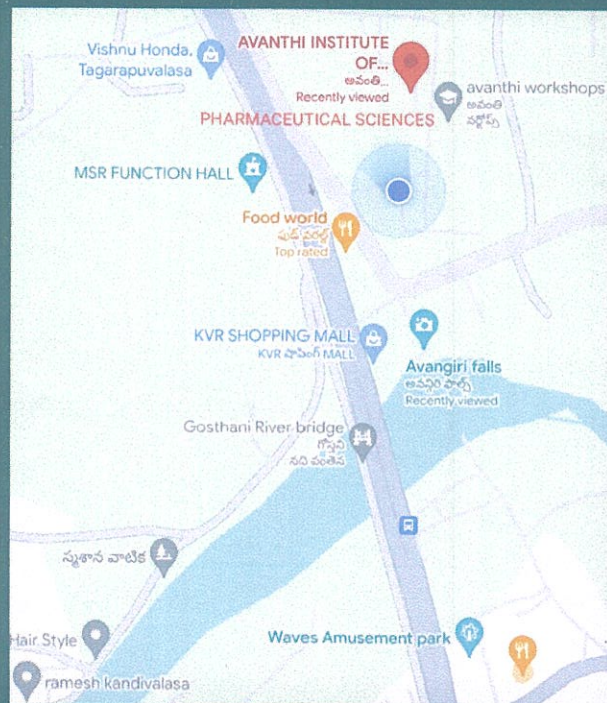 Vishnu Honda,
Tagarapuvalasa
AVANTHI INSTITUTE
OF...
అవంతి...
Recently viewed
PHARMACEUTICAL SCIENCES
avanthi workshops
అవంతి
MSR FUNCTION HALL
Food world
ఫుడ్ వరల్డ్
Top rated
KVR SHOPPING MALL
KVR షాపింగ్ MALL
Avangiri falls
అవన్గిరి ఫాల్స్
Recently viewed
Gosthani River bridge
గోస్తని
నది వంతెన
స్మశాన వాటిక
Hair Style
Waves Amusement park
ramesh kandivalasa